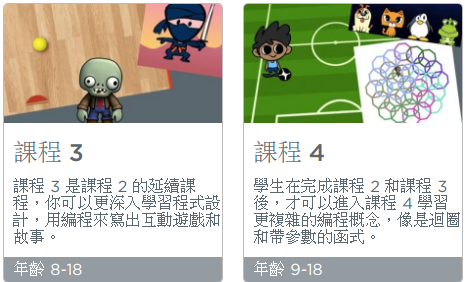 課程 3
課程 3 是課程 2 的延續課
程，你可以更深入學習程式設
計，用編程來寫出互動遊戲和
故事。
年齡 8-18
課程 4
學生在完成課程 2 和課程 3
後，才可以進入課程 4 學習
更複雜的編程概念，像是迴圈
和帶參數的函式。
年齡 9-18